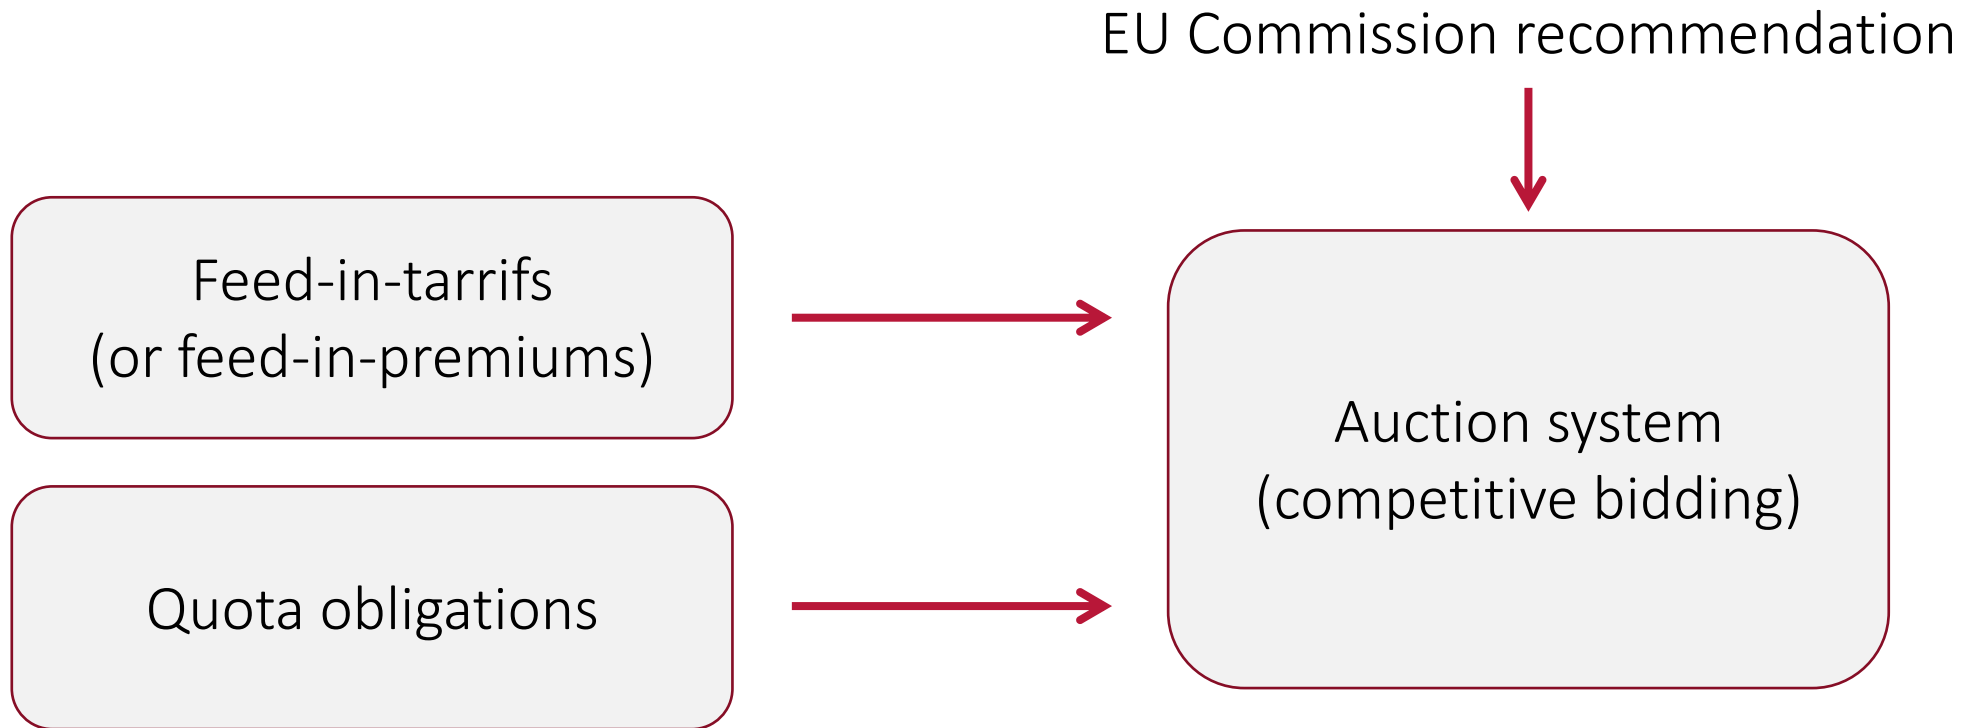 EU Commission recommendation
Feed-in-tarrifs
(or feed-in-premiums)
Quota obligations
Auction system
(competitive bidding)